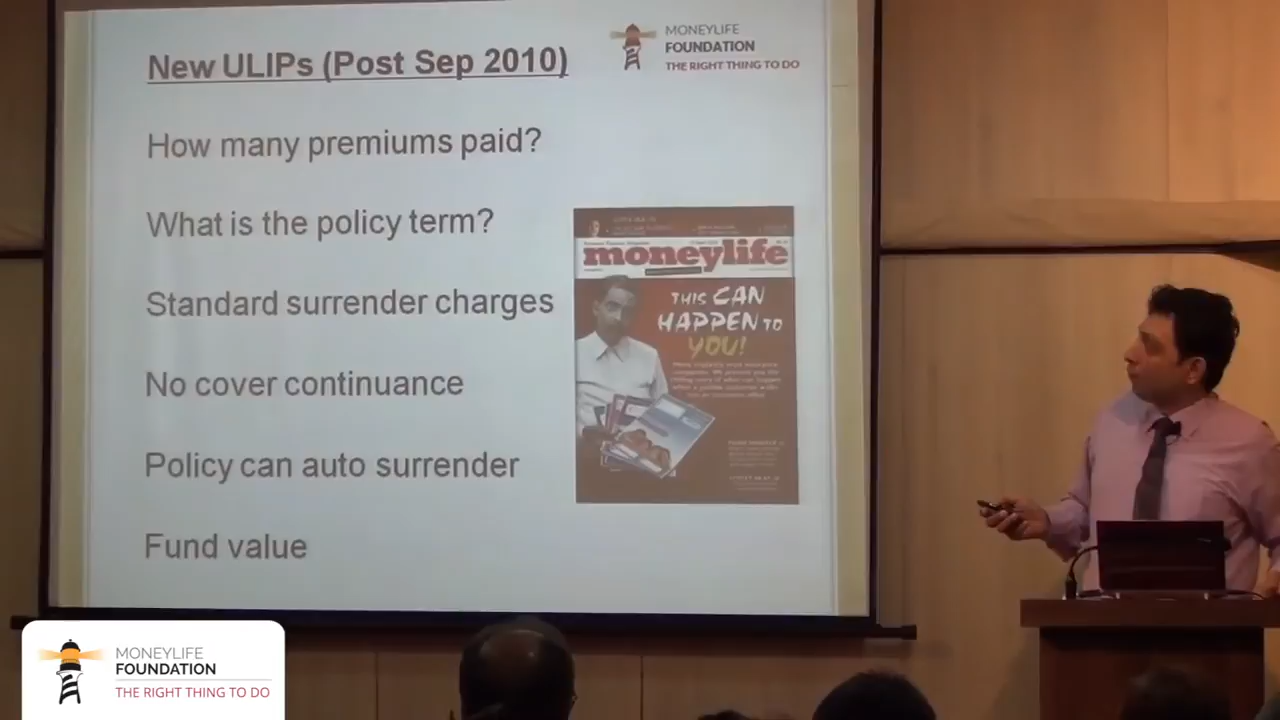 New ULIPs (Post Sep 2010)
MONEYLIFE
FOUNDATION
THE RIGHT THING TO DO
How many premiums paid?
What is the policy term?
Standard surrender charges
No cover continuance
Policy can auto surrender
Fund value
moneylife
THIS CAN
HAPPEN TO
YOU!
MONEYLIFE
FOUNDATION
THE RIGHT THING TO DO